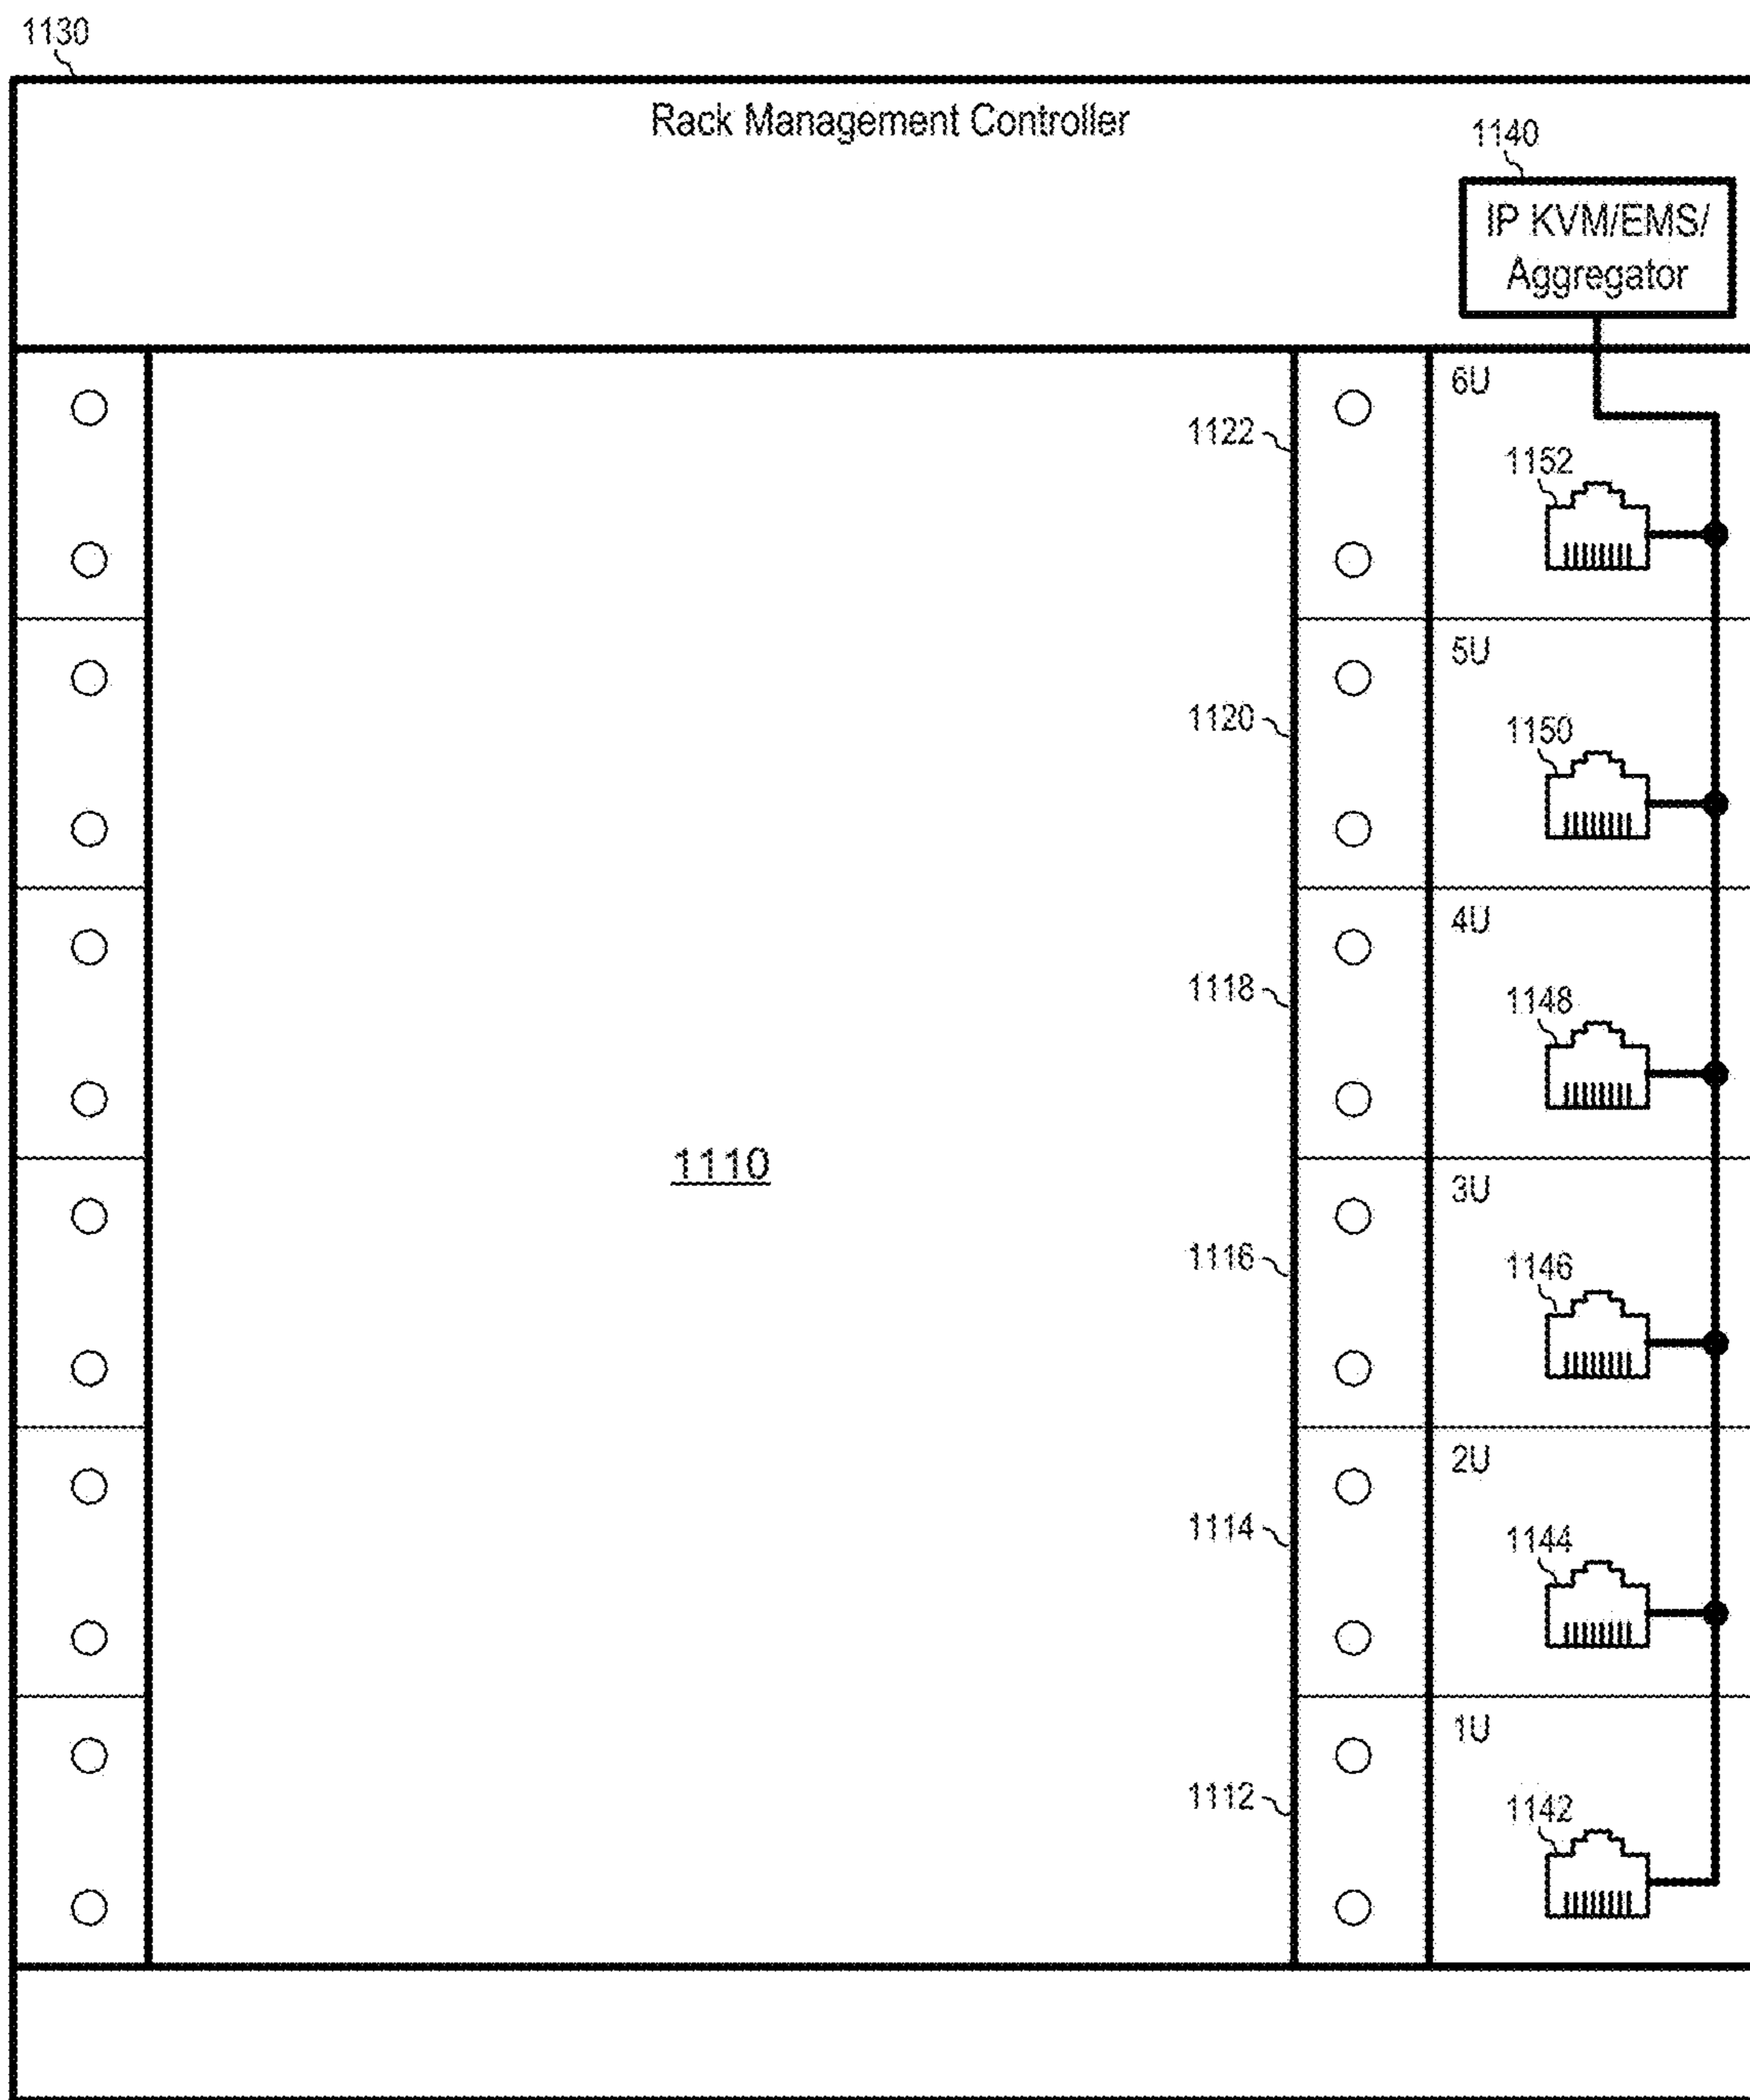 1130
Rack Management Controller
1140
IP KVM/EMS/
Aggregator
6U
1122
1152
5U
1120
1150
4U
1118
1148
1110
3U
1116
1146
2U
1114
1144
1U
1112
1142